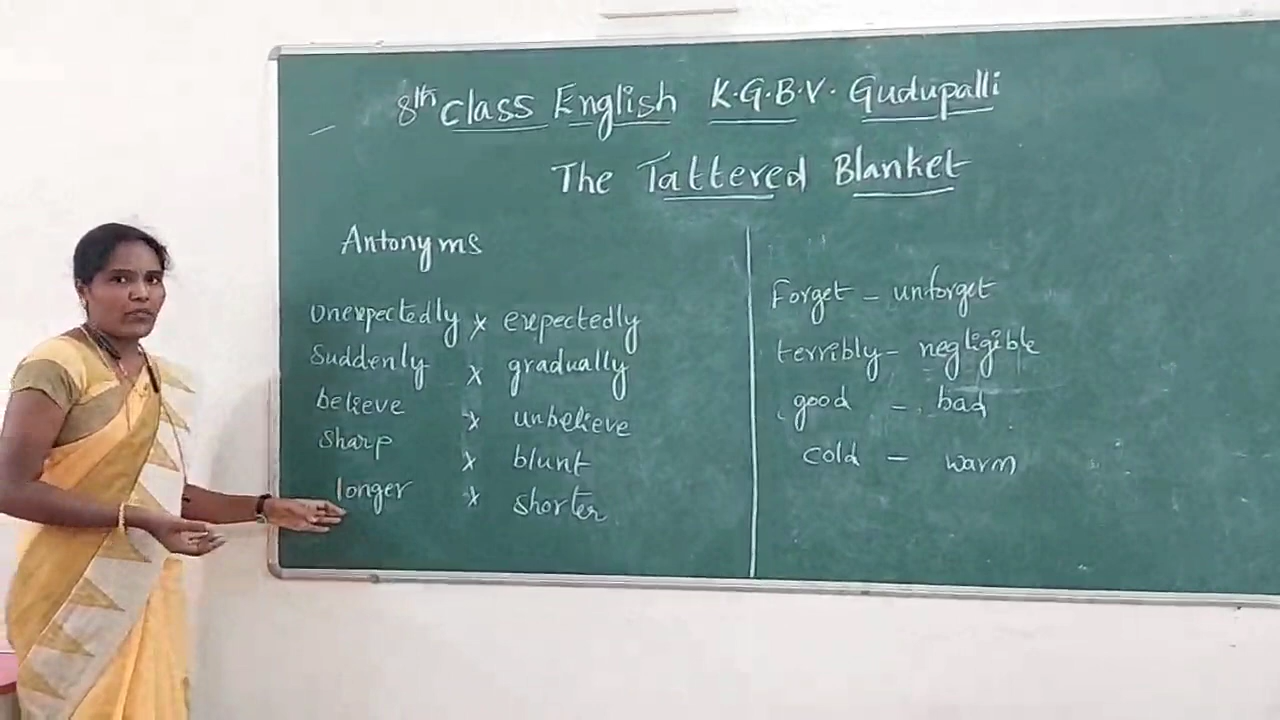 8th class English K.G.B.V. Gudupalli
The Tattered Blanket
Antonyms
Unexpectedly x expectedly
Suddenly x gradually
believe x unbelieve
Sharp x blunt
longer x shorter
Forget - unforget
terribly - negligible
good - bad
cold - warm